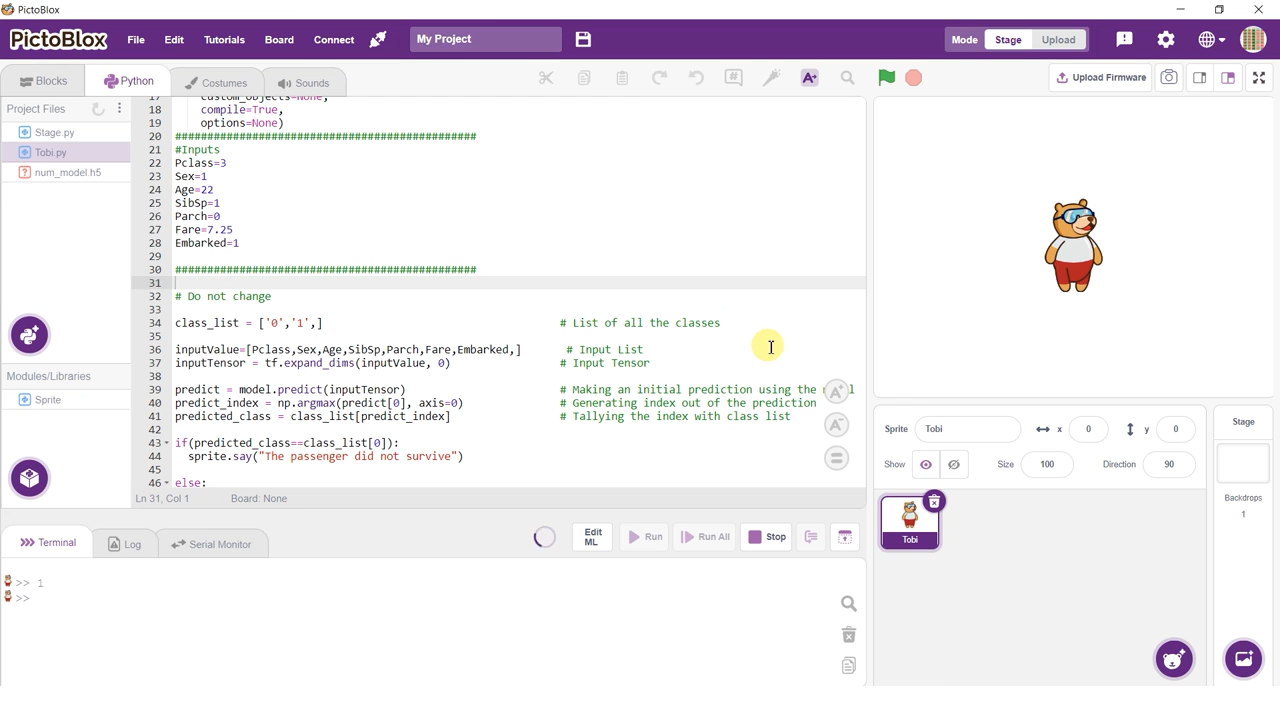 PictoBlox
PictoBlox File Edit Tutorials Board Connect My Project Mode Stage Upload
Blocks Python Costumes Sounds Upload Firmware
Project Files
Stage.py
Tobi.py
num_model.h5
Modules/Libraries
Sprite
17 custom_objects=None,
18 compile=True,
19 options=None)
20 ###############################################
21 #Inputs
22 Pclass=3
23 Sex=1
24 Age=22
25 SibSp=1
26 Parch=0
27 Fare=7.25
28 Embarked=1
29
30 ###############################################
31
32 # Do not change
33
34 class_list = ['0','1',] # List of all the classes
35
36 inputValue=[Pclass,Sex,Age,SibSp,Parch,Fare,Embarked,] # Input List
37 inputTensor = tf.expand_dims(inputValue, 0) # Input Tensor
38
39 predict = model.predict(inputTensor) # Making an initial prediction using the
40 predict_index = np.argmax(predict[0], axis=0) # Generating index out of the prediction
41 predicted_class = class_list[predict_index] # Tallying the index with class list
42
43 if(predicted_class==class_list[0]):
44 sprite.say("The passenger did not survive")
45
46 else:
Ln 31, Col 1 Board: None
Terminal Log Serial Monitor Edit ML Run Run All Stop
>> 1
>>
Sprite Tobi x 0 y 0
Show Size 100 Direction 90
Tobi
Stage
Backdrops
1